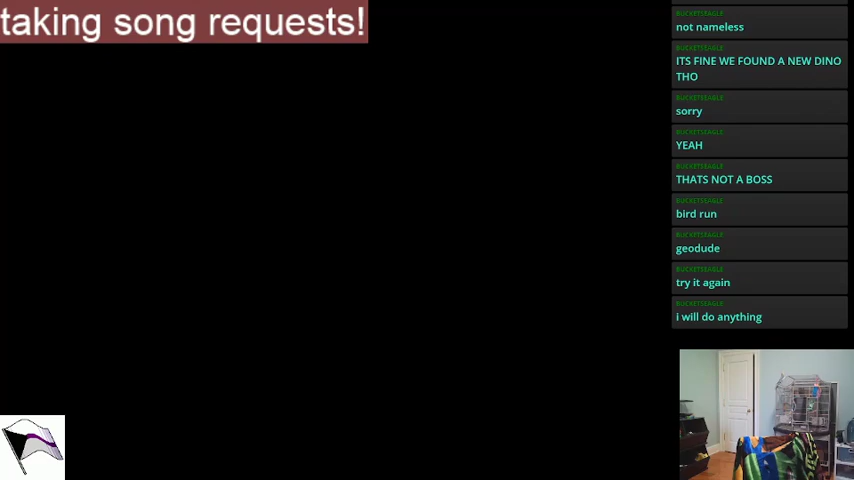 taking song requests!
BUCKETSEAGLE
not nameless
BUCKETSEAGLE
ITS FINE WE FOUND A NEW DINO
THO
BUCKETSEAGLE
sorry
BUCKETSEAGLE
YEAH
BUCKETSEAGLE
THATS NOT A BOSS
BUCKETSEAGLE
bird run
BUCKETSEAGLE
geodude
BUCKETSEAGLE
try it again
BUCKETSEAGLE
i will do anything